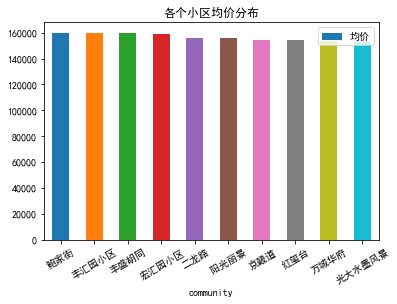 各个小区均价分布
均价
160000
140000
120000
100000
80000
60000
40000
20000
0
鲍家街
丰汇园小区
丰盛胡同
宏汇园小区
二龙路
阳光丽景
京畿道
红玺台
万城华府
光大水墨风景
community